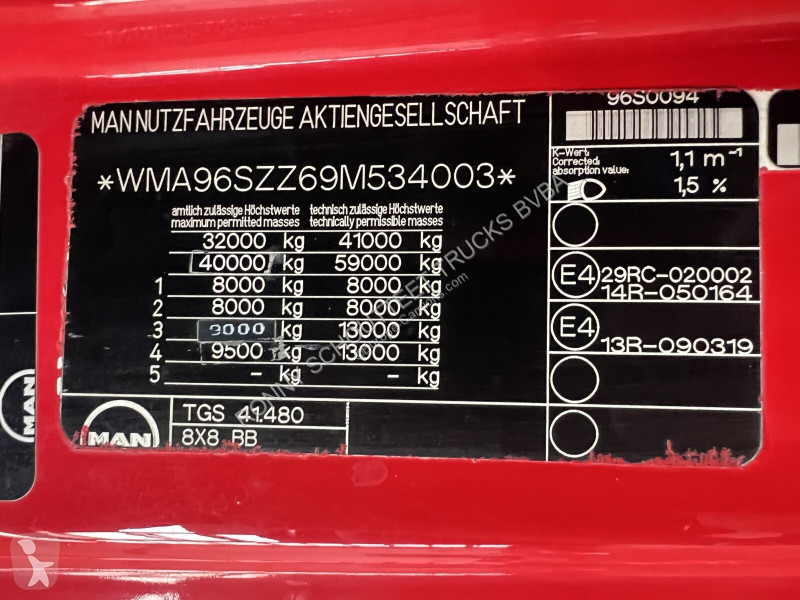 MAN NUTZFAHRZEUGE AKTIENGESELLSCHAFT
*WMA96SZZ69M534003*
amtlich zulässige Höchstwerte technisch zulässige Höchstwerte
maximum permitted masses technically permissible masses
32000 kg 41000 kg
40000 kg 59000 kg
1 8000 kg 8000 kg
2 8000 kg 8000 kg
3 9000 kg 13000 kg
4 9500 kg 13000 kg
5 - kg - kg
MAN
TGS 41.480
8X8 BB
96S0094
K-Wert
Corrected absorption value: 1,1 m⁻¹
1,5 %
E4 29RC-020002
14R-050164
E4 13R-090319
MAN
TRUCKS BVBA